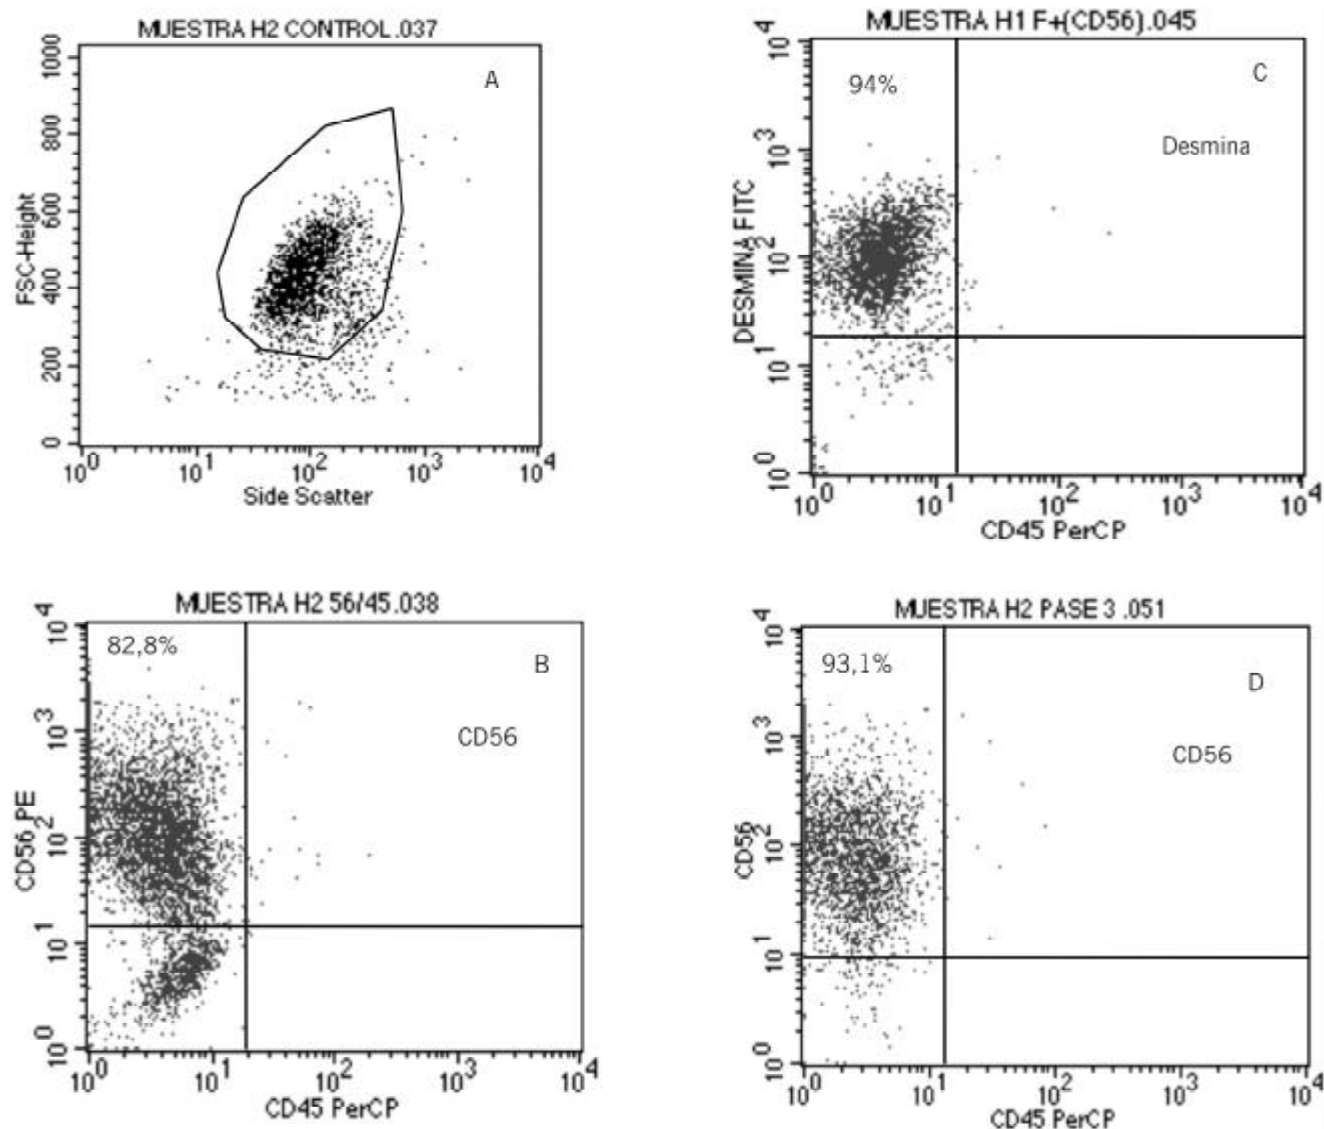 MUESTRA H2 CONTROL .037
A
FSC-Height
1000
800
600
400
200
0
10^0 10^1 10^2 10^3 10^4
Side Scatter
MUESTRA H1 F+(CD56).045
94%
C
Desmina
DESMINA FITC
10^4
10^3
10^2
10^1
10^0
10^0 10^1 10^2 10^3 10^4
CD45 PerCP
MUESTRA H2 56/45.038
82,8%
B
CD56
CD56 PE
10^4
10^3
10^2
10^1
10^0
10^0 10^1 10^2 10^3 10^4
CD45 PerCP
MUESTRA H2 PASE 3 .051
93,1%
D
CD56
CD56
10^4
10^3
10^2
10^1
10^0
10^0 10^1 10^2 10^3 10^4
CD45 PerCP